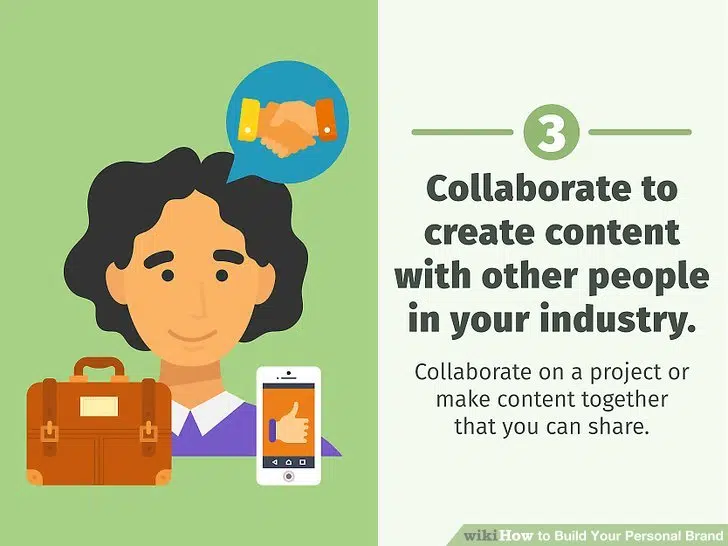 3
Collaborate to
create content
with other people
in your industry.
Collaborate on a project or
make content together
that you can share.
wikiHow to Build Your Personal Brand